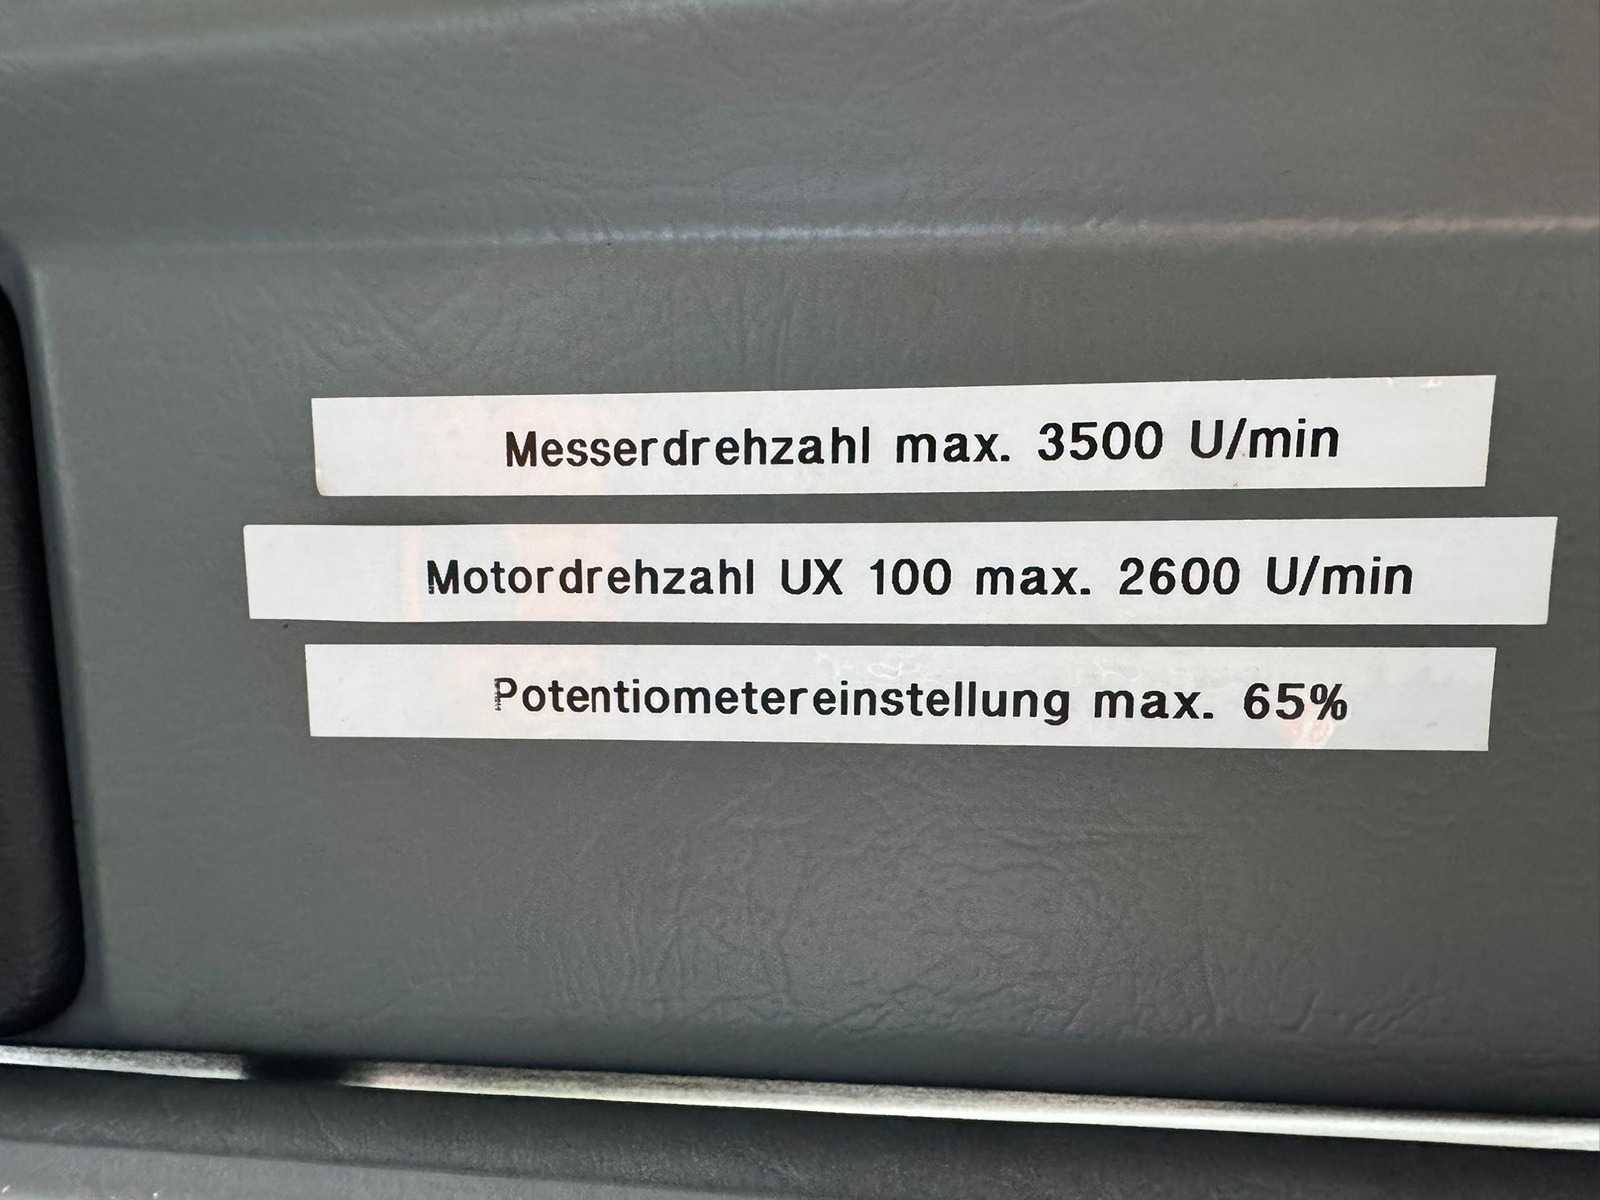 Messerdrehzahl max. 3500 U/min
Motordrehzahl UX 100 max. 2600 U/min
Potentiometereinstellung max. 65%